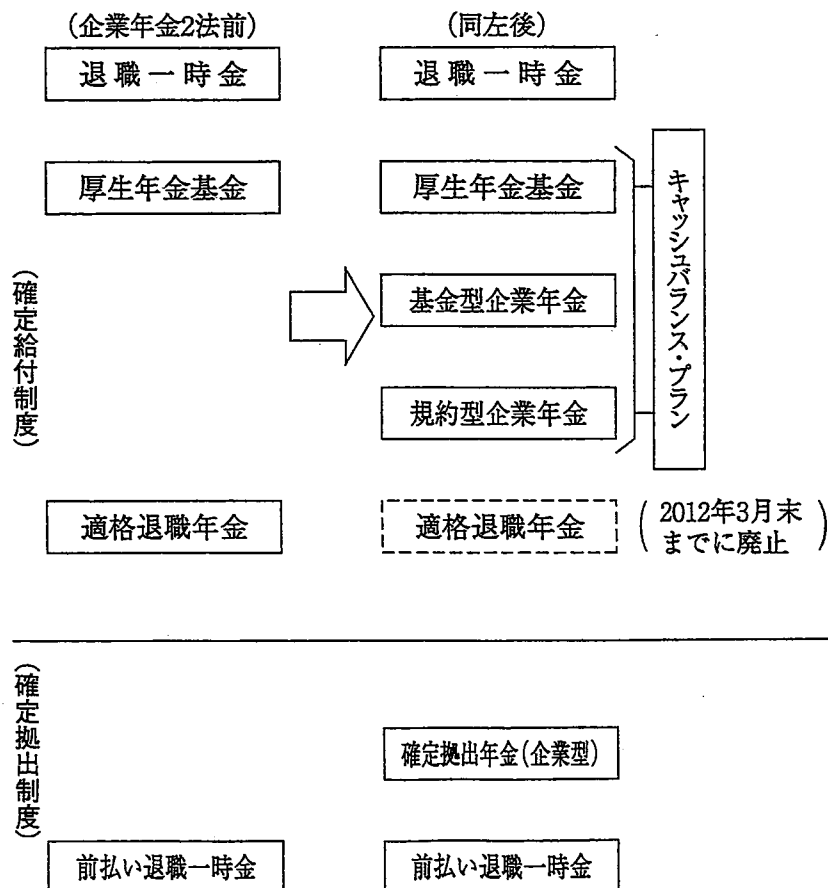 (企業年金2法前)
(同左後)
退職一時金
退職一時金
厚生年金基金
厚生年金基金
キャッシュバランス・プラン
(確定給付制度)
基金型企業年金
規約型企業年金
適格退職年金
適格退職年金
(2012年3月末
までに廃止)
(確定拠出制度)
確定拠出年金(企業型)
前払い退職一時金
前払い退職一時金